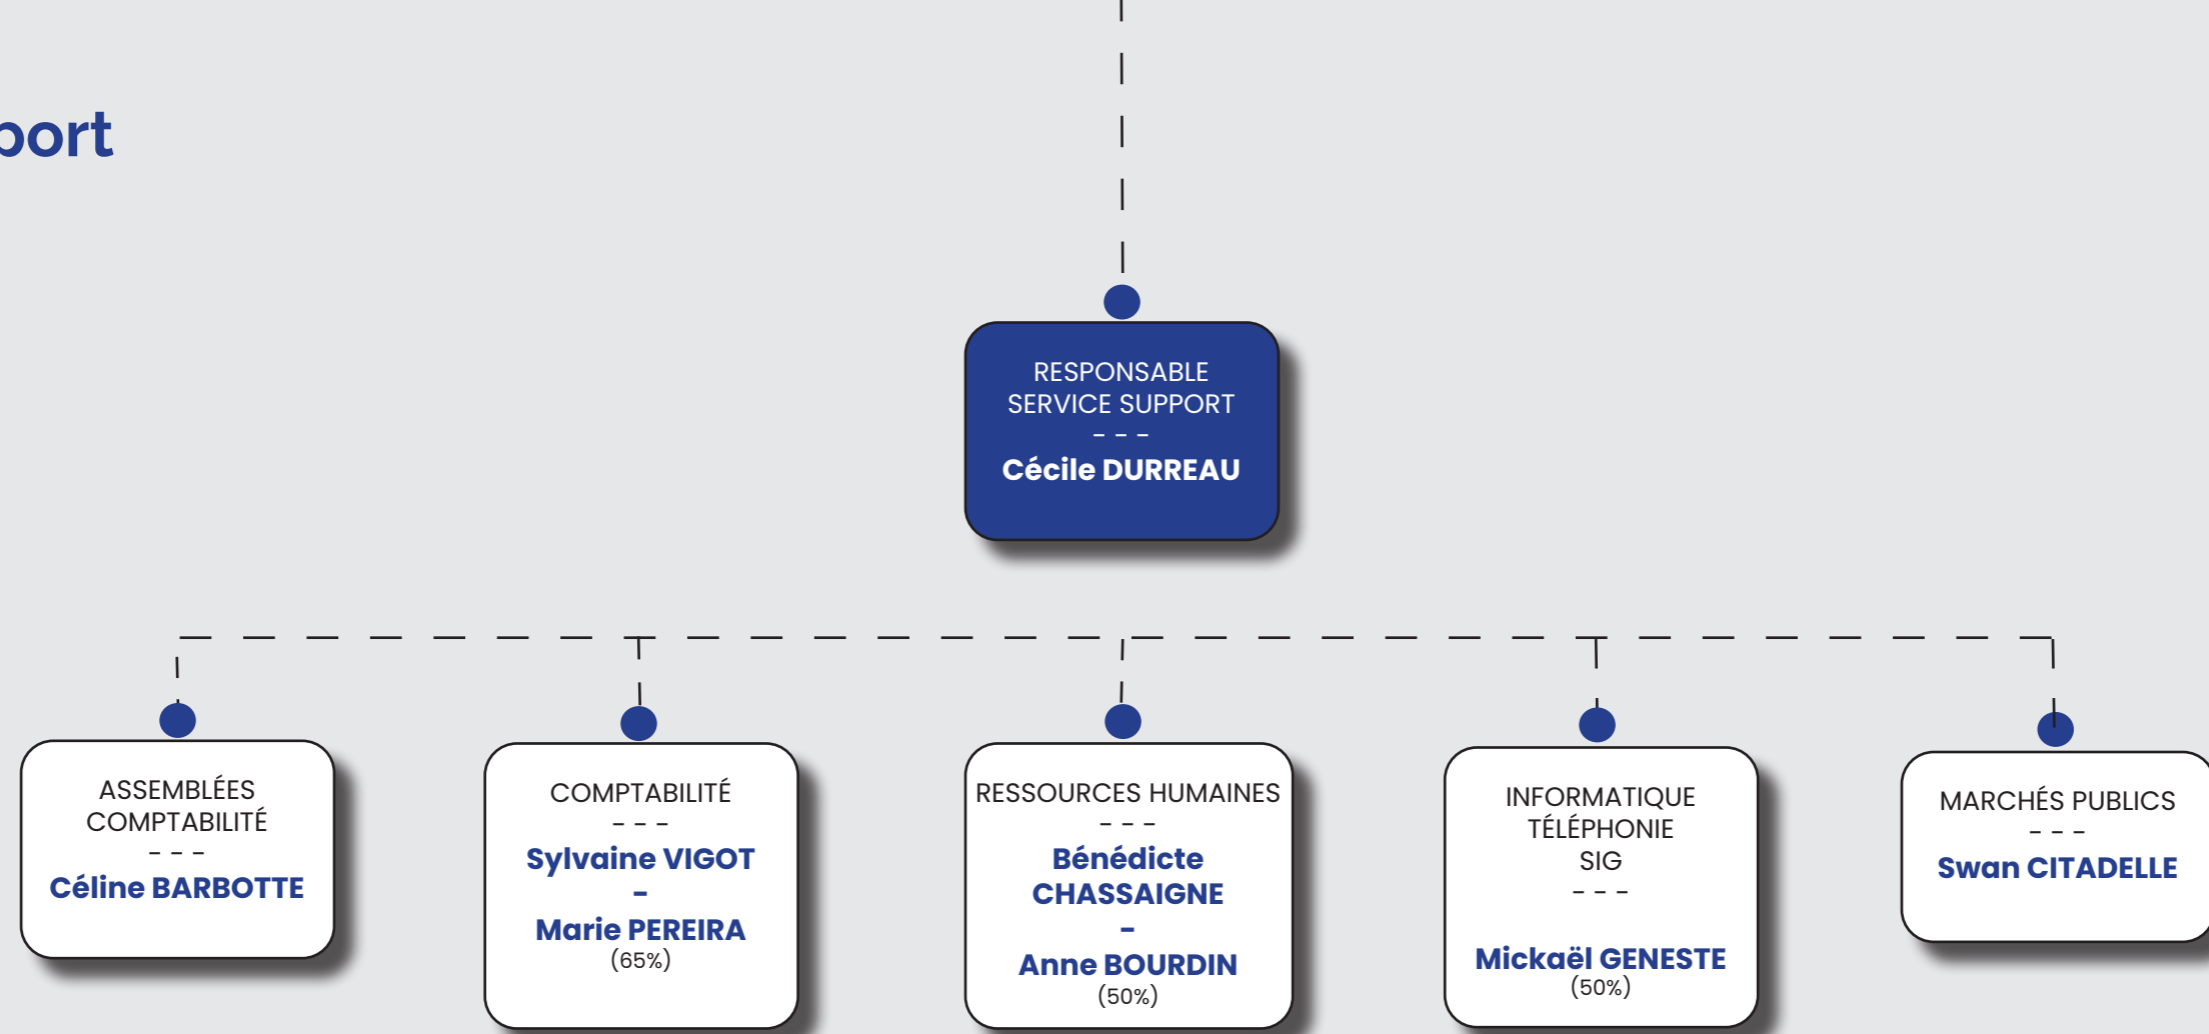 port
RESPONSABLE
SERVICE SUPPORT
- - -
Cécile DURREAU
ASSEMBLÉES
COMPTABILITÉ
- - -
Céline BARBOTTE
COMPTABILITÉ
- - -
Sylvaine VIGOT
-
Marie PEREIRA
(65%)
RESSOURCES HUMAINES
- - -
Bénédicte
CHASSAIGNE
-
Anne BOURDIN
(50%)
INFORMATIQUE
TÉLÉPHONIE
SIG
- - -
Mickaël GENESTE
(50%)
MARCHÉS PUBLICS
- - -
Swan CITADELLE